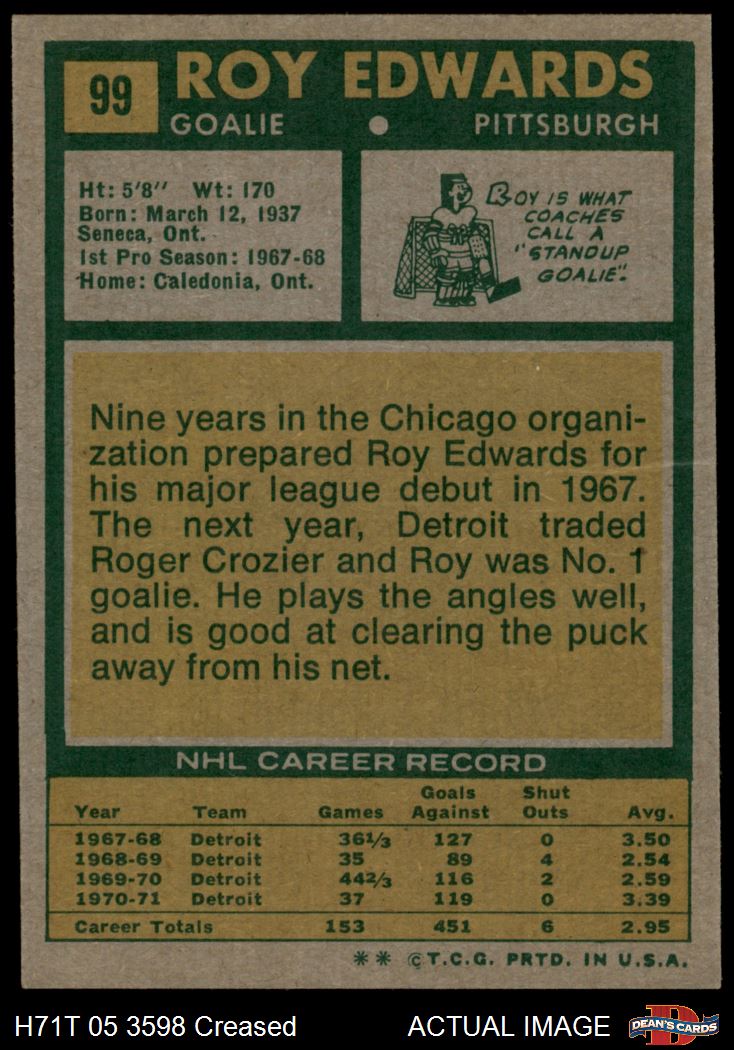 99
ROY EDWARDS
GOALIE • PITTSBURGH
Ht: 5'8'' Wt: 170
Born: March 12, 1937
Seneca, Ont.
1st Pro Season: 1967-68
Home: Caledonia, Ont.
ROY IS WHAT
COACHES
CALL A
"STANDUP
GOALIE".
Nine years in the Chicago organi-
zation prepared Roy Edwards for
his major league debut in 1967.
The next year, Detroit traded
Roger Crozier and Roy was No. 1
goalie. He plays the angles well,
and is good at clearing the puck
away from his net.
NHL CAREER RECORD
Year Team Games Goals Against Shut Outs Avg.
1967-68 Detroit 36 1/3 127 0 3.50
1968-69 Detroit 35 89 4 2.54
1969-70 Detroit 44 2/3 116 2 2.59
1970-71 Detroit 37 119 0 3.39
Career Totals 153 451 6 2.95
** ©T.C.G. PRTD. IN U.S.A.
H71T 05 3598 Creased ACTUAL IMAGE
DEAN'S CARDS